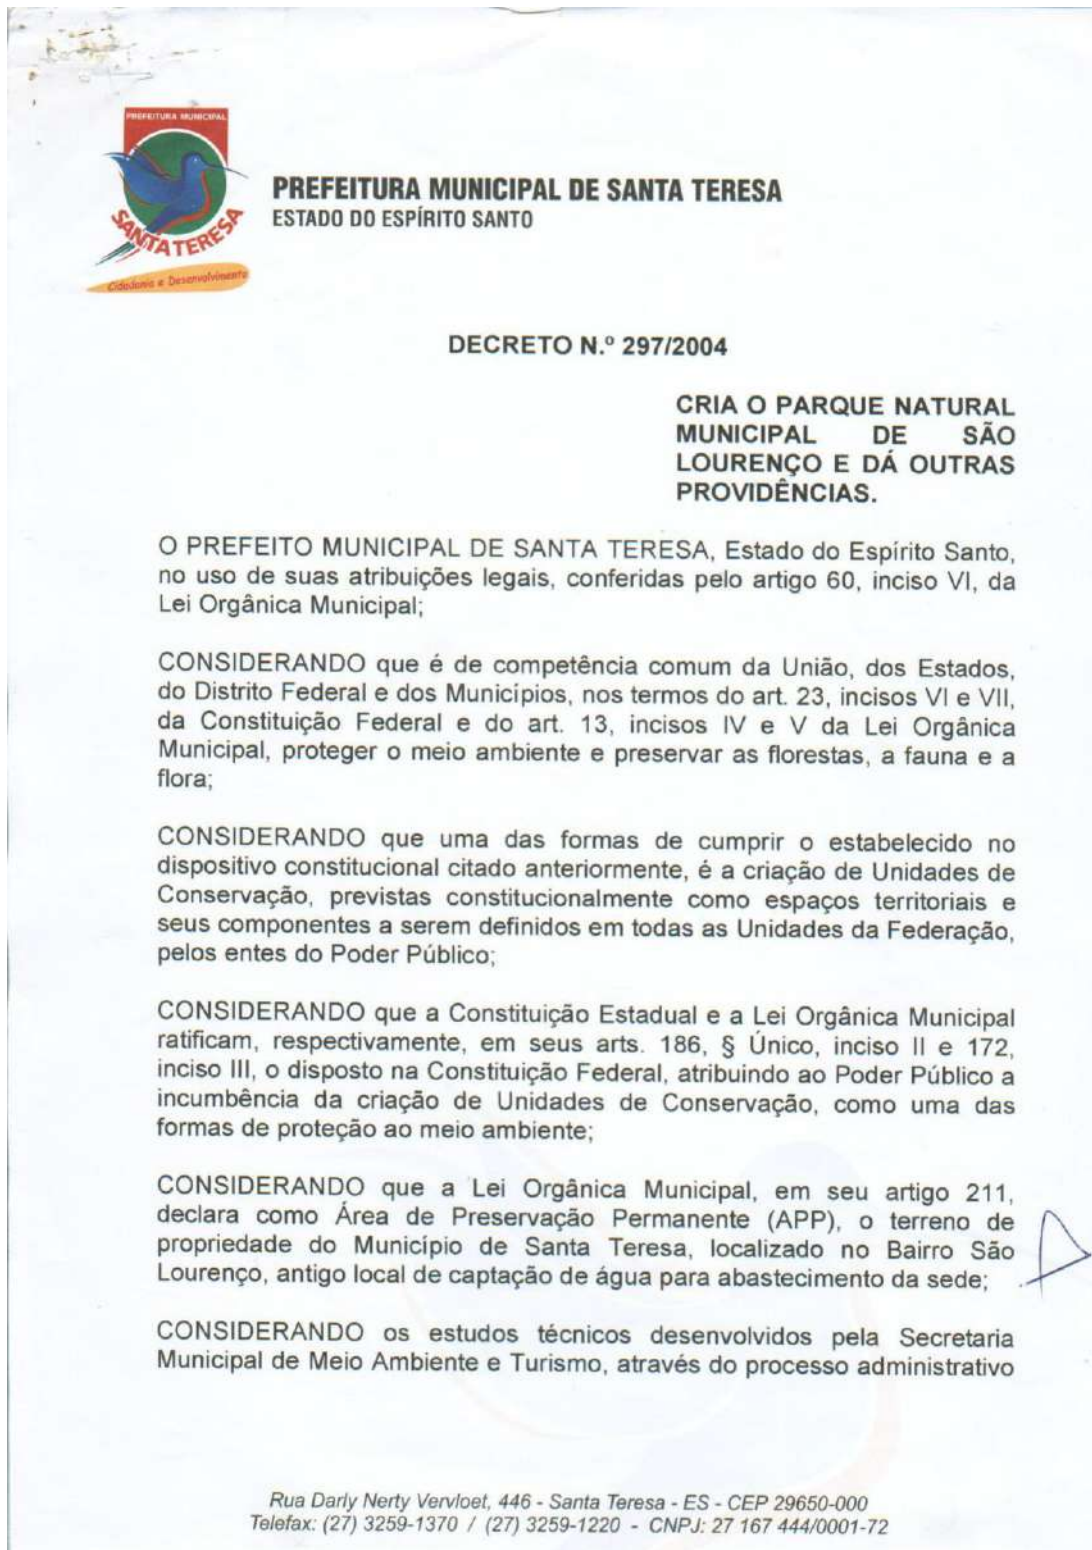 PREFEITURA MUNICIPAL
SANTA TERESA
Cidadania e Desenvolvimento
PREFEITURA MUNICIPAL DE SANTA TERESA
ESTADO DO ESPÍRITO SANTO
DECRETO N.º 297/2004
CRIA O PARQUE NATURAL
MUNICIPAL DE SÃO
LOURENÇO E DÁ OUTRAS
PROVIDÊNCIAS.
O PREFEITO MUNICIPAL DE SANTA TERESA, Estado do Espírito Santo,
no uso de suas atribuições legais, conferidas pelo artigo 60, inciso VI, da
Lei Orgânica Municipal;
CONSIDERANDO que é de competência comum da União, dos Estados,
do Distrito Federal e dos Municípios, nos termos do art. 23, incisos VI e VII,
da Constituição Federal e do art. 13, incisos IV e V da Lei Orgânica
Municipal, proteger o meio ambiente e preservar as florestas, a fauna e a
flora;
CONSIDERANDO que uma das formas de cumprir o estabelecido no
dispositivo constitucional citado anteriormente, é a criação de Unidades de
Conservação, previstas constitucionalmente como espaços territoriais e
seus componentes a serem definidos em todas as Unidades da Federação,
pelos entes do Poder Público;
CONSIDERANDO que a Constituição Estadual e a Lei Orgânica Municipal
ratificam, respectivamente, em seus arts. 186, § Único, inciso II e 172,
inciso III, o disposto na Constituição Federal, atribuindo ao Poder Público a
incumbência da criação de Unidades de Conservação, como uma das
formas de proteção ao meio ambiente;
CONSIDERANDO que a Lei Orgânica Municipal, em seu artigo 211,
declara como Área de Preservação Permanente (APP), o terreno de
propriedade do Município de Santa Teresa, localizado no Bairro São
Lourenço, antigo local de captação de água para abastecimento da sede;
CONSIDERANDO os estudos técnicos desenvolvidos pela Secretaria
Municipal de Meio Ambiente e Turismo, através do processo administrativo
Rua Darly Nerty Vervloet, 446 - Santa Teresa - ES - CEP 29650-000
Telefax: (27) 3259-1370 / (27) 3259-1220 - CNPJ: 27 167 444/0001-72